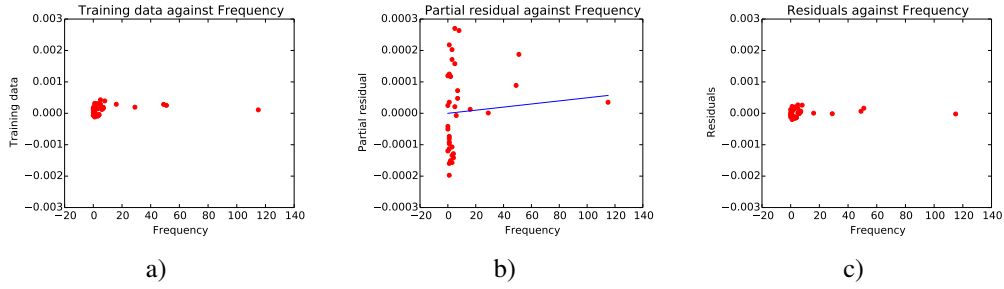 Training data against Frequency
0.003
0.002
0.001
0.000
−0.001
−0.002
−0.003
Training data
−20 0 20 40 60 80 100 120 140
Frequency
a)
Partial residual against Frequency
0.0003
0.0002
0.0001
0.0000
−0.0001
−0.0002
−0.0003
Partial residual
−20 0 20 40 60 80 100 120 140
Frequency
b)
Residuals against Frequency
0.003
0.002
0.001
0.000
−0.001
−0.002
−0.003
Residuals
−20 0 20 40 60 80 100 120 140
Frequency
c)